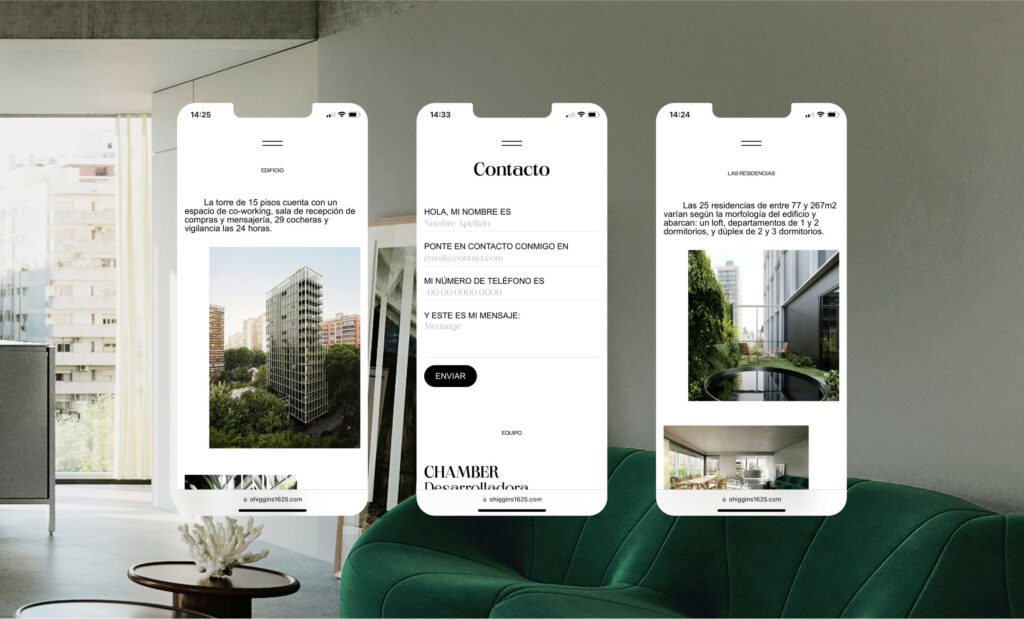 14:25
EDIFICIO
La torre de 15 pisos cuenta con un
espacio de co-working, sala de recepción de
compras y mensajería, 29 cocheras y
vigilancia las 24 horas.
ohiggins1625.com
14:33
Contacto
HOLA, MI NOMBRE ES
Nombre Apellido
PONTE EN CONTACTO CONMIGO EN
email@contact.com
MI NÚMERO DE TELÉFONO ES
+00 00 0000 0000
Y ESTE ES MI MENSAJE:
Mensage
ENVIAR
EQUIPO
CHAMBER
Desarrolladora
ohiggins1625.com
14:24
LAS RESIDENCIAS
Las 25 residencias de entre 77 y 267m2
varían según la morfología del edificio y
abarcan: un loft, departamentos de 1 y 2
dormitorios, y dúplex de 2 y 3 dormitorios.
ohiggins1625.com